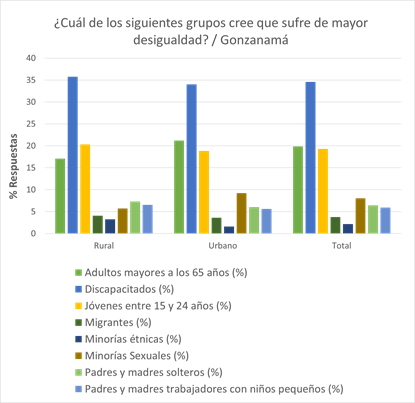 ¿Cuál de los siguientes grupos cree que sufre de mayor
desigualdad? / Gonzanamá
40
35
30
25
20
15
10
5
0
% Respuestas
Rural
Urbano
Total
Adultos mayores a los 65 años (%)
Discapacitados (%)
Jóvenes entre 15 y 24 años (%)
Migrantes (%)
Minorías étnicas (%)
Minorías Sexuales (%)
Padres y madres solteros (%)
Padres y madres trabajadores con niños pequeños (%)